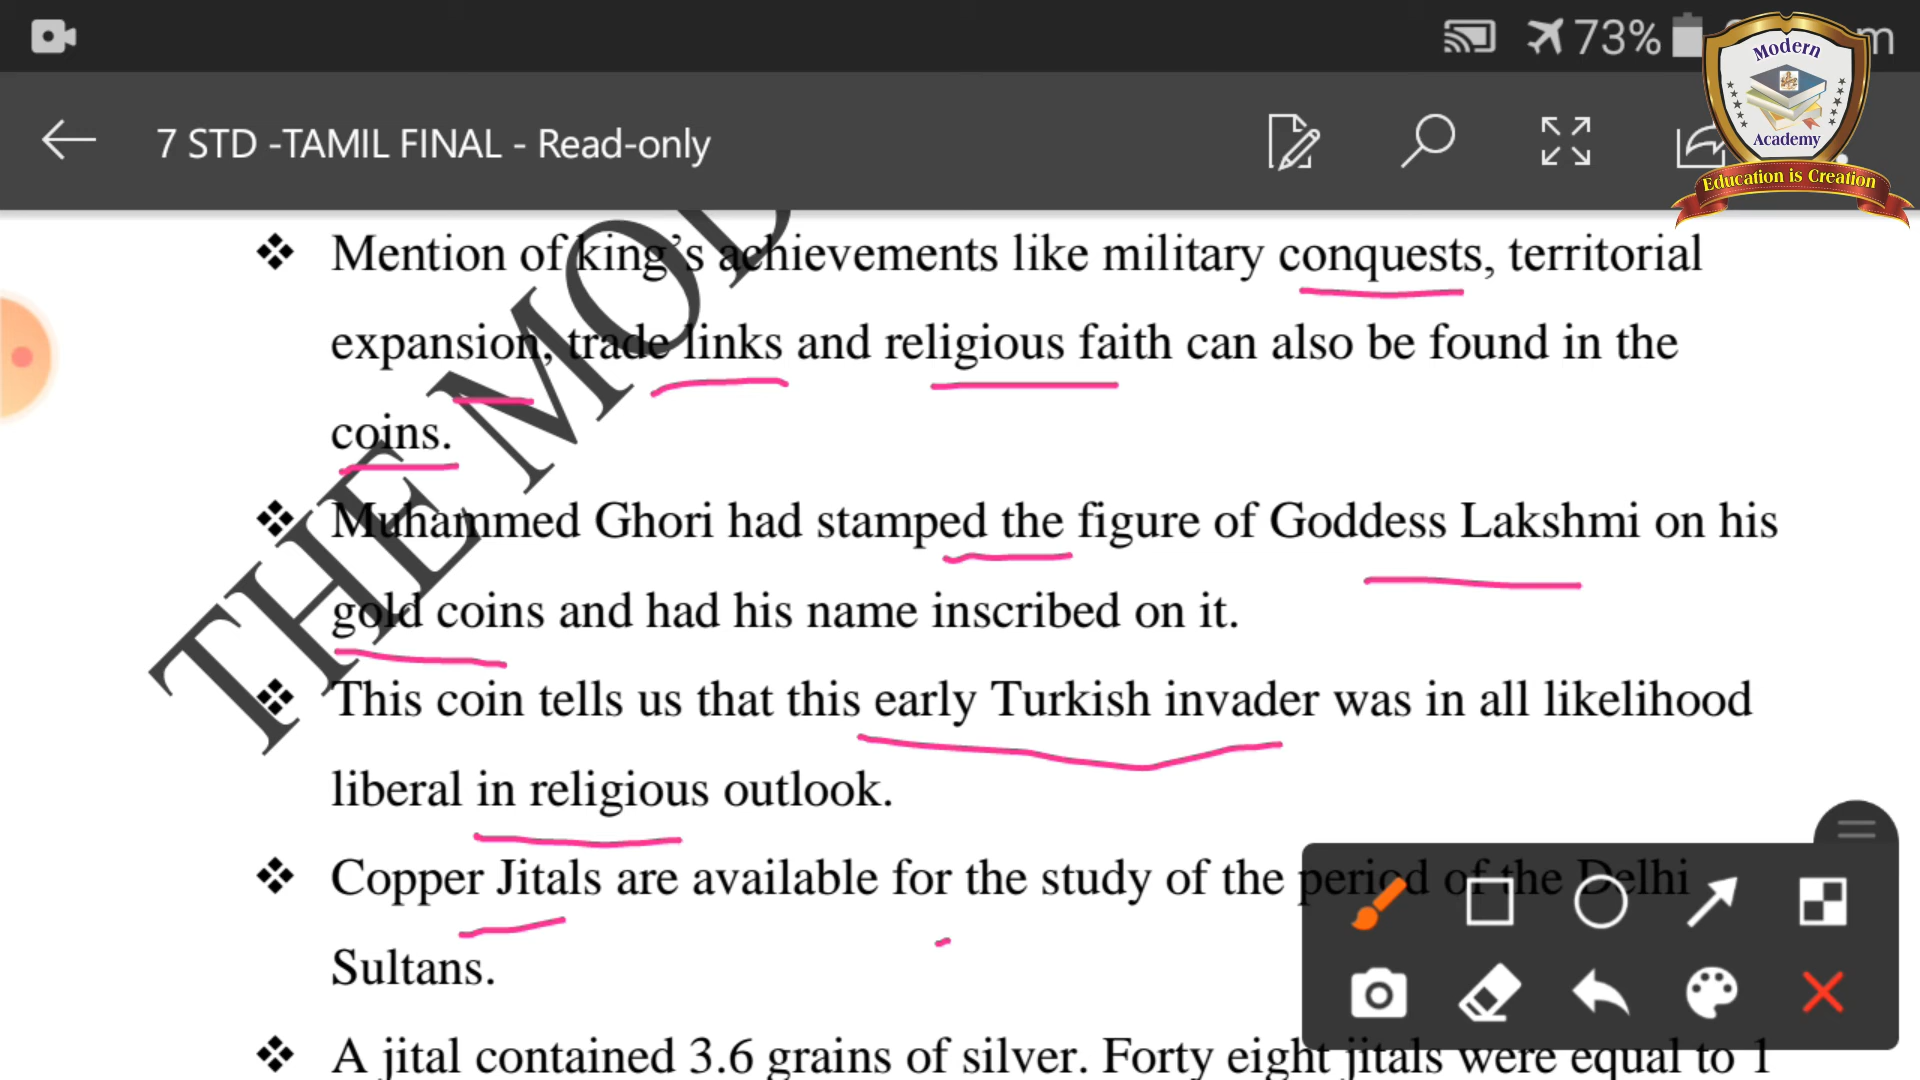 73%
m
Modern
Academy
Education is Creation
7 STD -TAMIL FINAL - Read-only
❖ Mention of king's achievements like military conquests, territorial
expansion, trade links and religious faith can also be found in the
coins.
❖ Muhammed Ghori had stamped the figure of Goddess Lakshmi on his
gold coins and had his name inscribed on it.
❖ This coin tells us that this early Turkish invader was in all likelihood
liberal in religious outlook.
❖ Copper Jitals are available for the study of the period of the Delhi
Sultans.
❖ A jital contained 3.6 grains of silver. Forty eight jitals were equal to 1
THE MOD